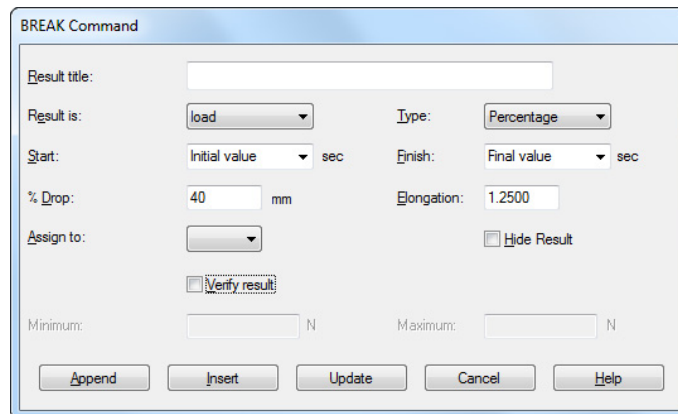 BREAK Command
Result title:
Result is: load Type: Percentage
Start: Initial value sec Finish: Final value sec
% Drop: 40 mm Elongation: 1.2500
Assign to: Hide Result
Verify result
Minimum: N Maximum: N
Append Insert Update Cancel Help